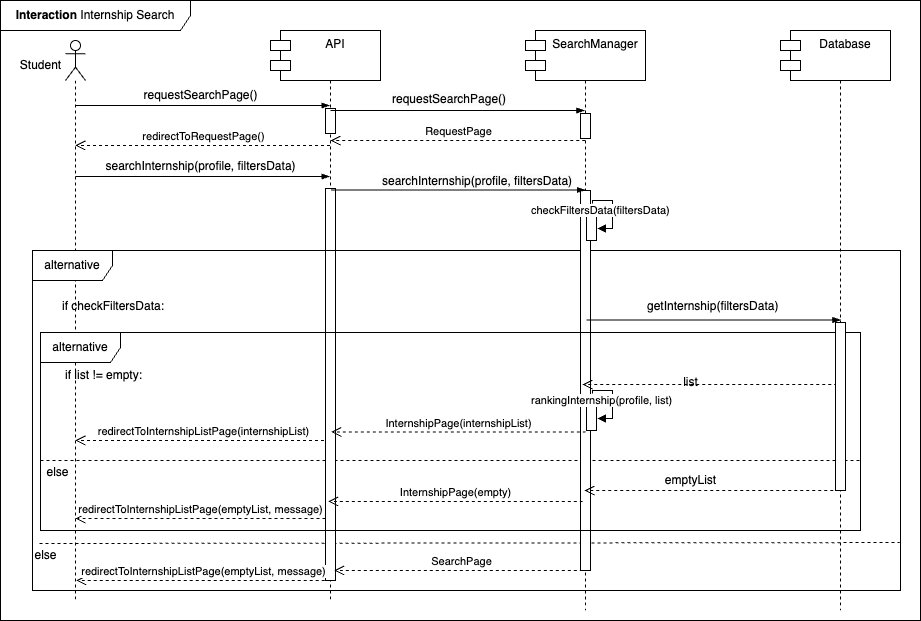 Interaction Internship Search
Student
API
SearchManager
Database
requestSearchPage()
requestSearchPage()
RequestPage
redirectToRequestPage()
searchInternship(profile, filtersData)
searchInternship(profile, filtersData)
checkFiltersData(filtersData)
alternative
if checkFiltersData:
getInternship(filtersData)
alternative
if list != empty:
list
rankingInternship(profile, list)
InternshipPage(internshipList)
redirectToInternshipListPage(internshipList)
else
emptyList
InternshipPage(empty)
redirectToInternshipListPage(emptyList, message)
else
SearchPage
redirectToInternshipListPage(emptyList, message)